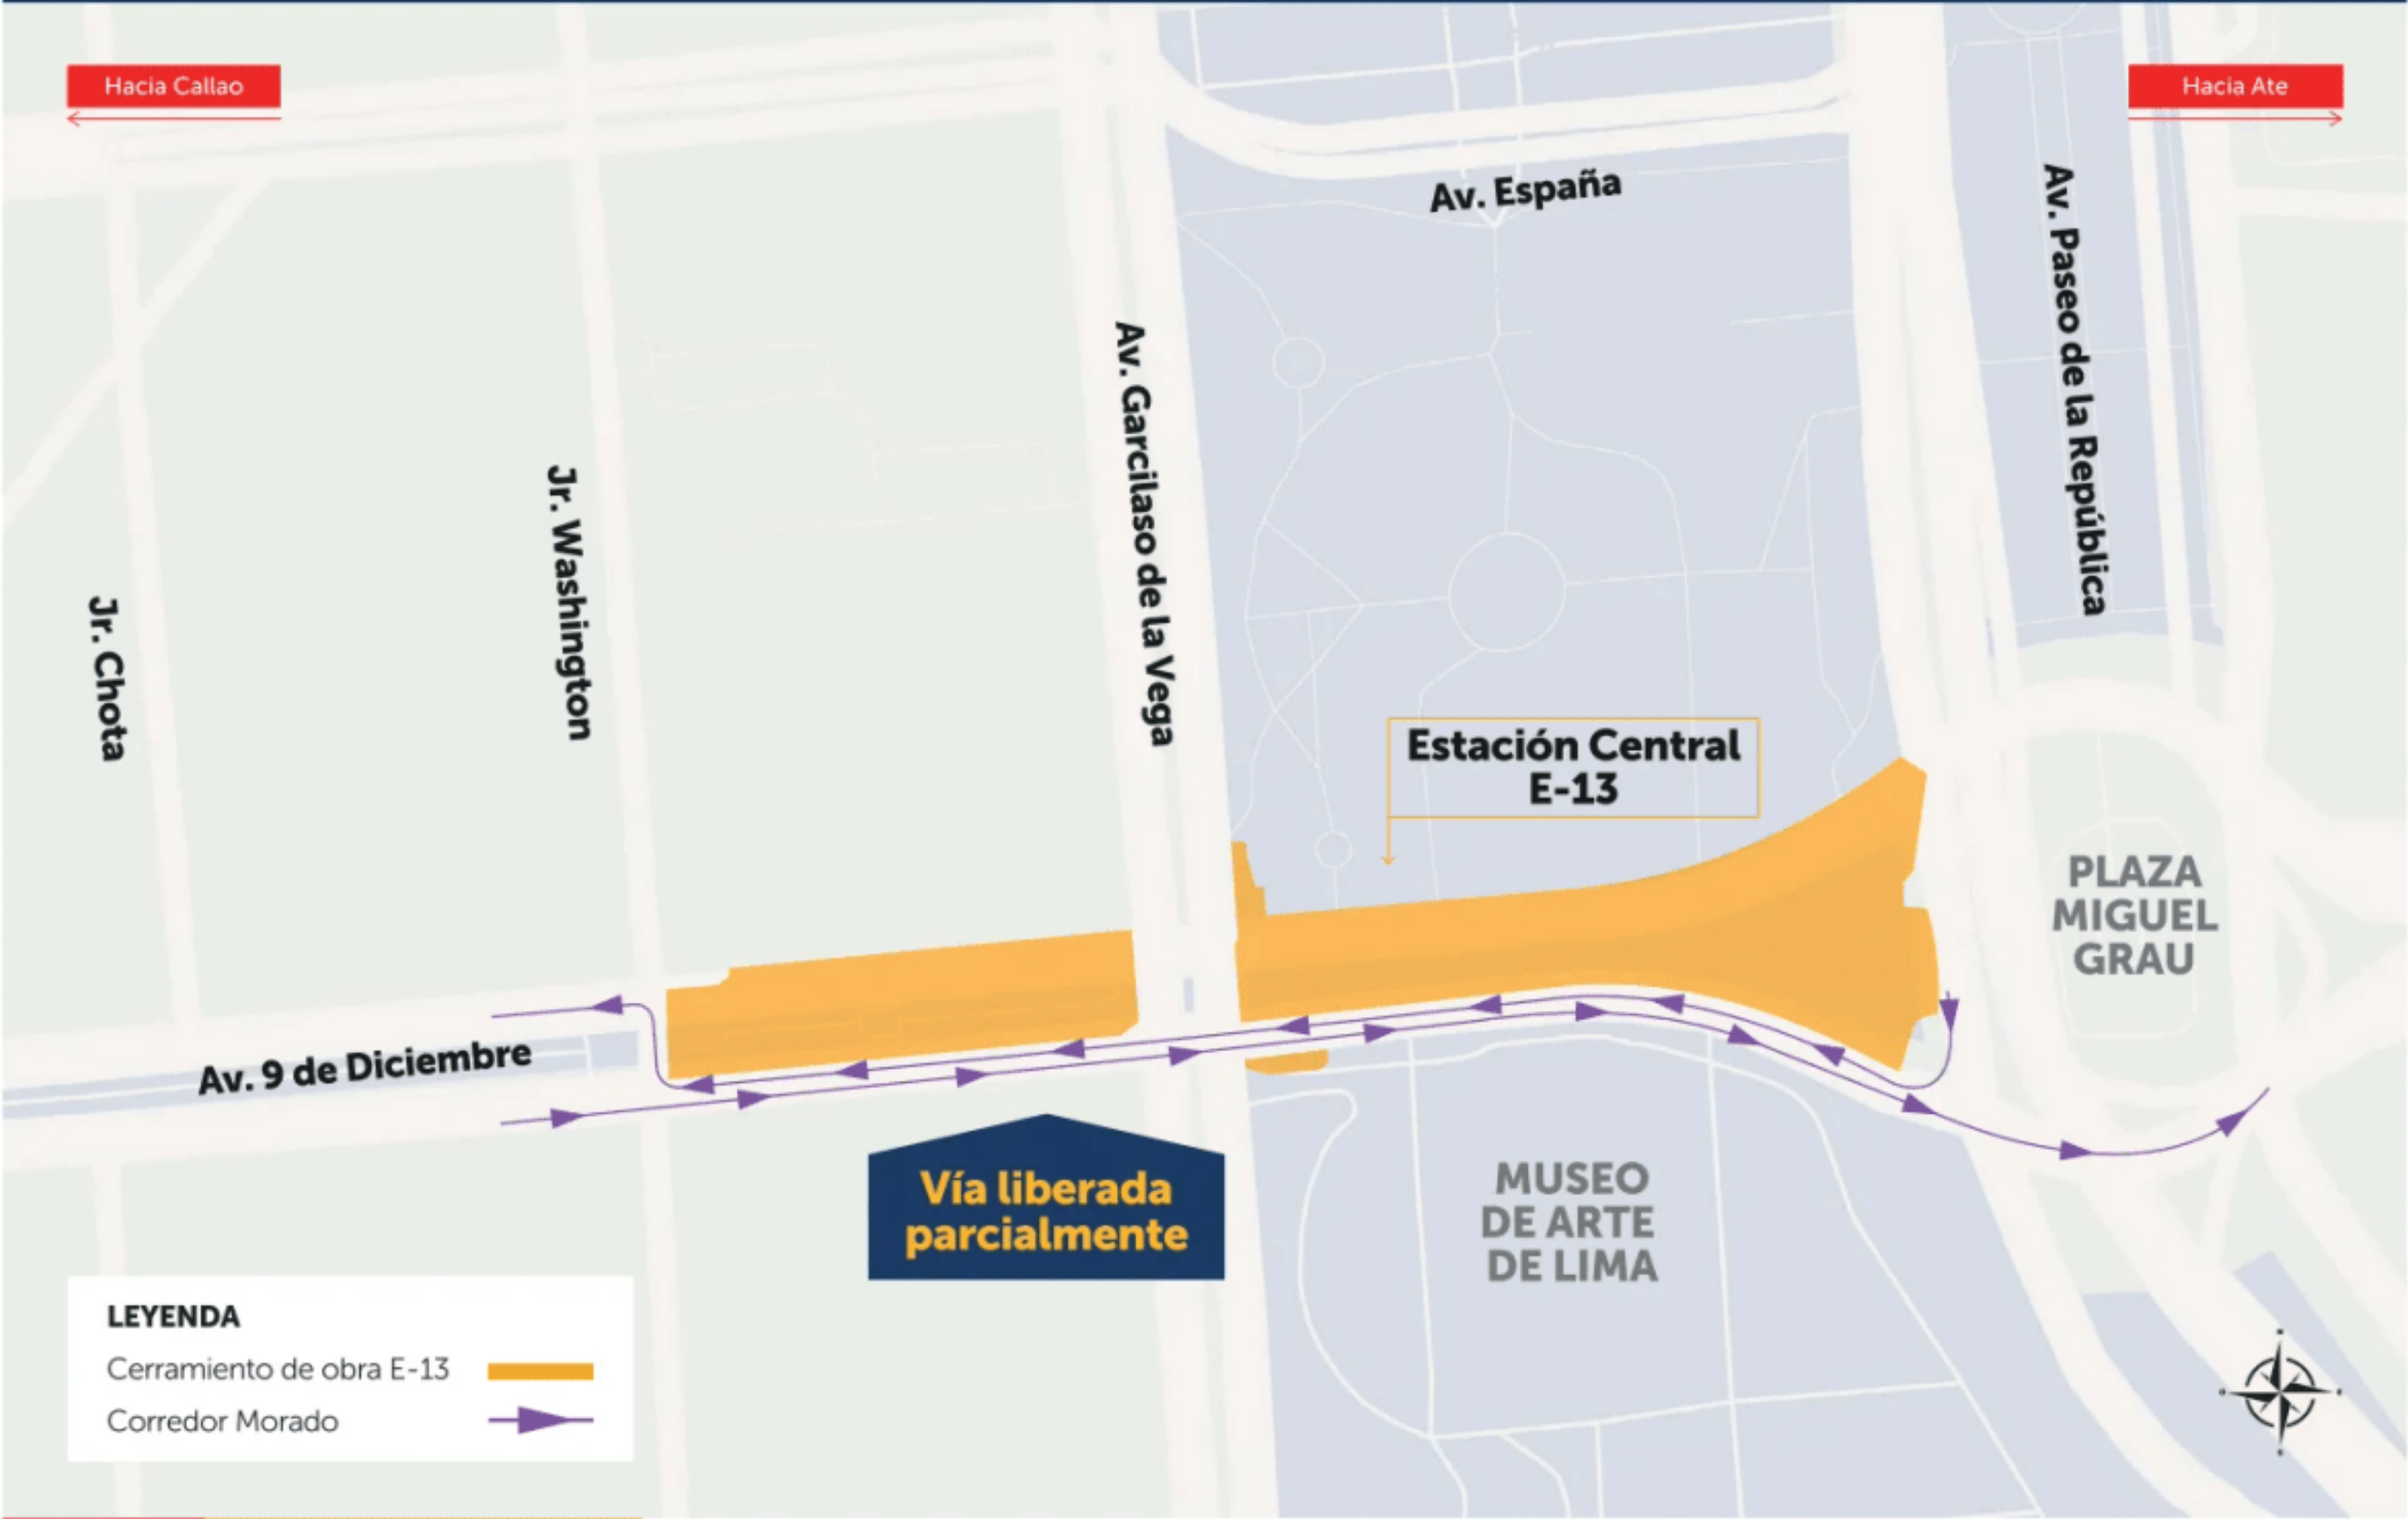 Hacia Callao
Hacia Ate
Av. España
Av. Paseo de la República
Av. Garcilaso de la Vega
Jr. Washington
Jr. Chota
Estación Central
E-13
PLAZA
MIGUEL
GRAU
Av. 9 de Diciembre
Vía liberada
parcialmente
MUSEO
DE ARTE
DE LIMA
LEYENDA
Cerramiento de obra E-13
Corredor Morado